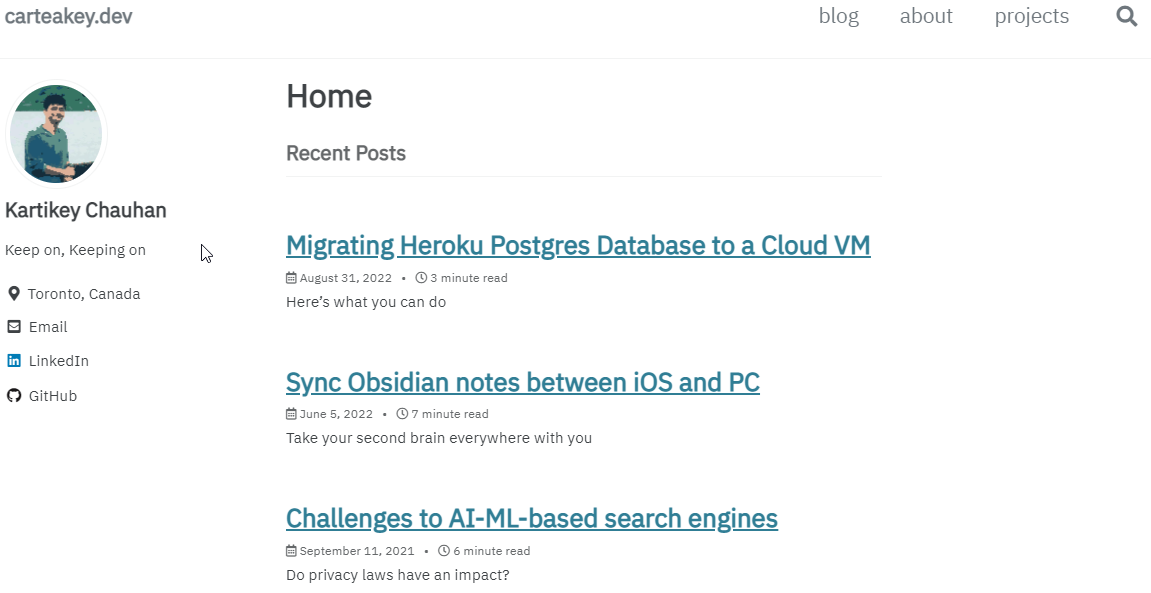 carteakey.dev
blog about projects
Kartikey Chauhan
Keep on, Keeping on
Toronto, Canada
Email
LinkedIn
GitHub
Home
Recent Posts
Migrating Heroku Postgres Database to a Cloud VM
August 31, 2022 • 3 minute read
Here’s what you can do
Sync Obsidian notes between iOS and PC
June 5, 2022 • 7 minute read
Take your second brain everywhere with you
Challenges to AI-ML-based search engines
September 11, 2021 • 6 minute read
Do privacy laws have an impact?